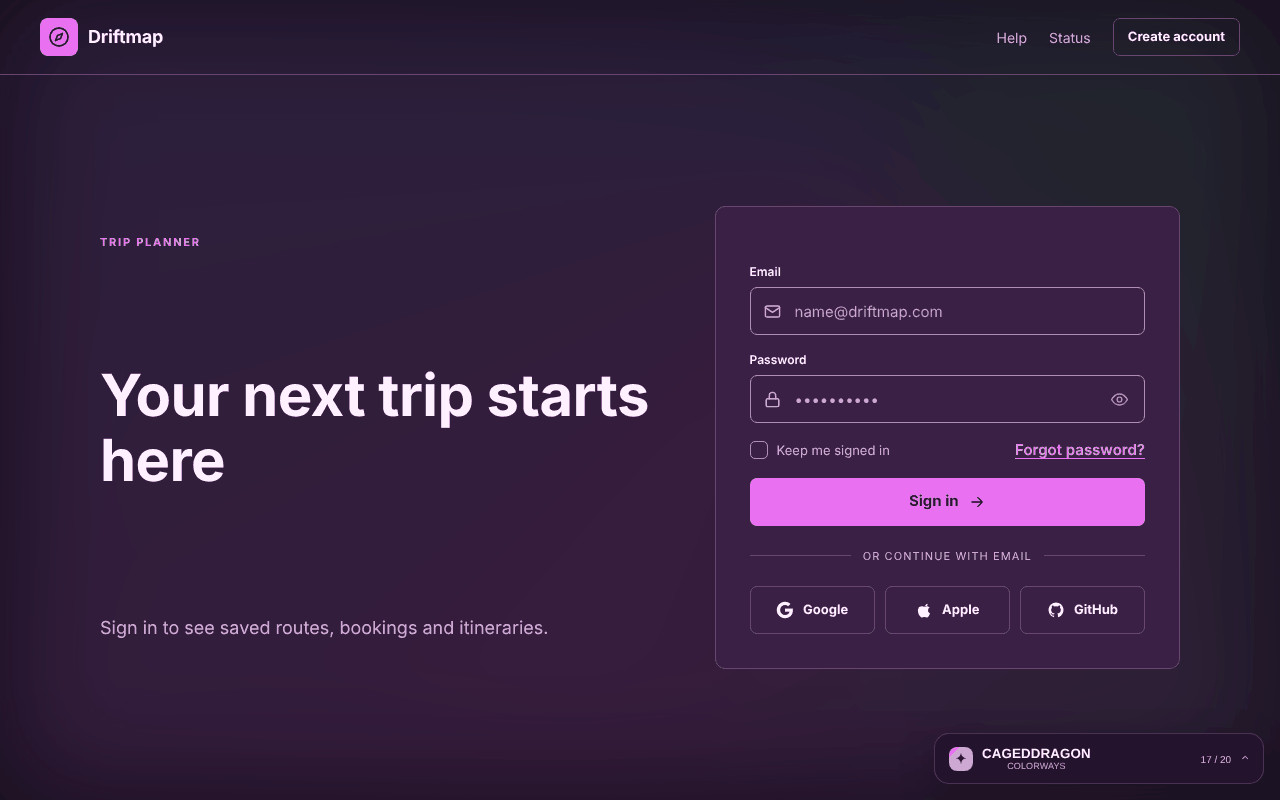 Driftmap
Help
Status
Create account
TRIP PLANNER
Your next trip starts
here
Sign in to see saved routes, bookings and itineraries.
Email
name@driftmap.com
Password
Keep me signed in
Forgot password?
Sign in
OR CONTINUE WITH EMAIL
Google
Apple
GitHub
CAGEDDRAGON
COLORWAYS
17 / 20